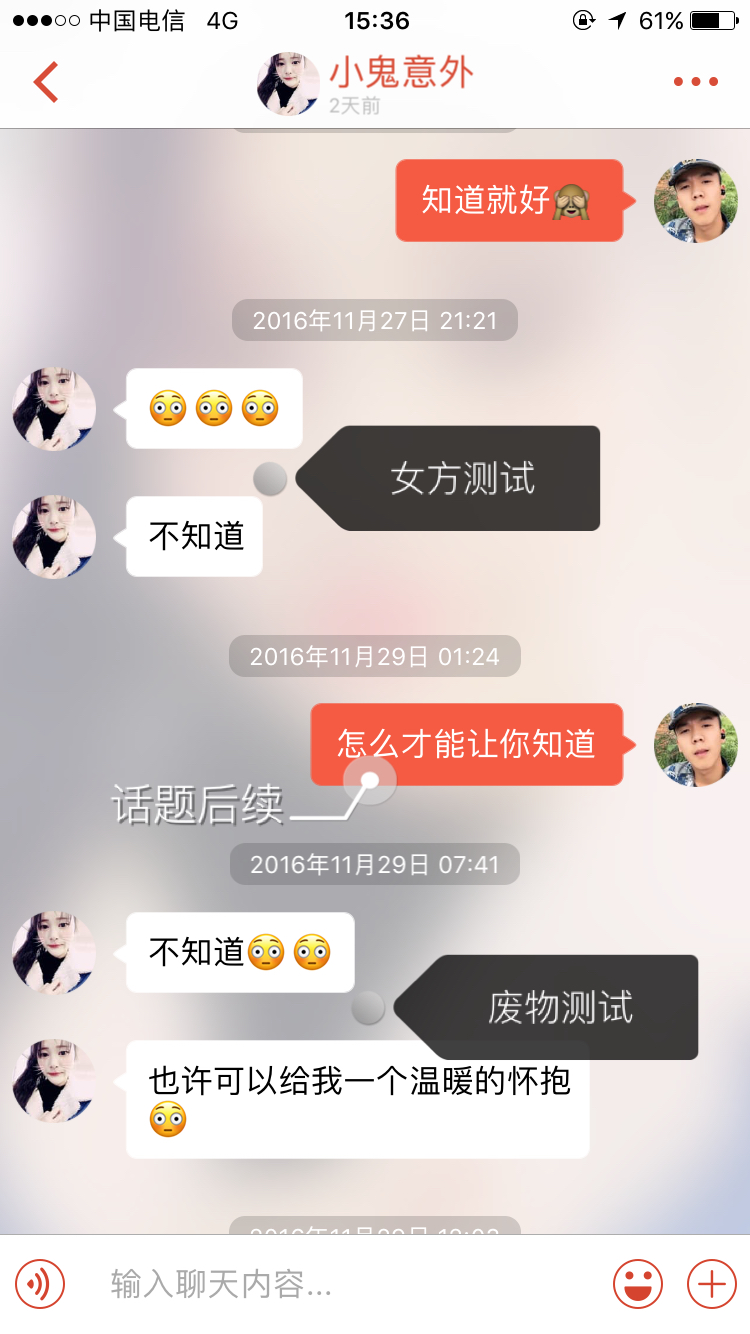 中国电信 4G 15:36 61%
小鬼意外
2天前
知道就好
2016年11月27日 21:21
女方测试
不知道
2016年11月29日 01:24
怎么才能让你知道
话题后续
2016年11月29日 07:41
不知道
废物测试
也许可以给我一个温暖的怀抱
输入聊天内容...